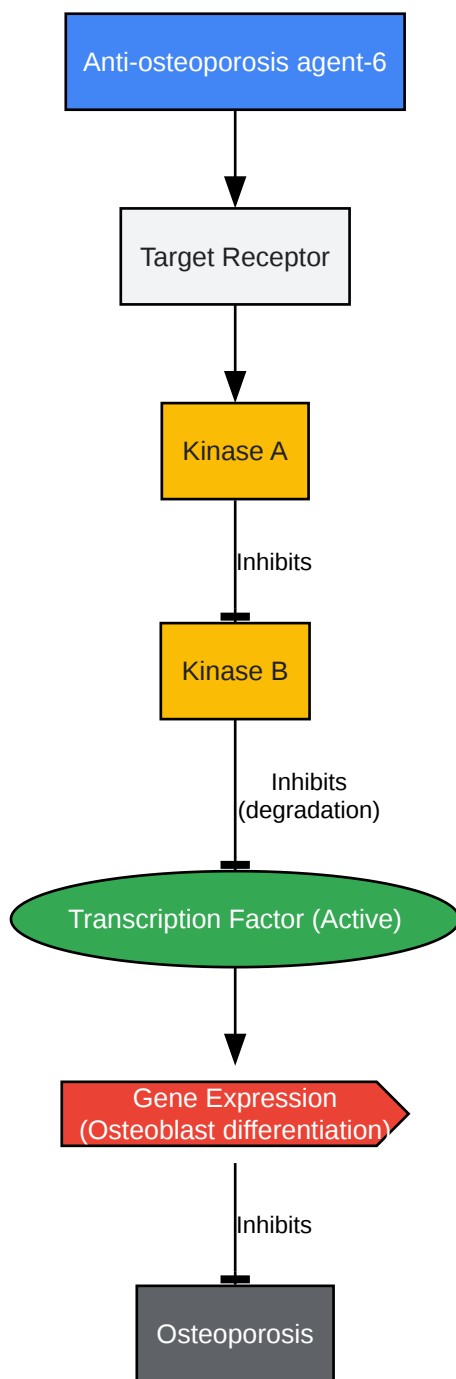 Anti-osteoporosis agent-6
Target Receptor
Kinase A
Inhibits
Kinase B
Inhibits
(degradation)
Transcription Factor (Active)
Gene Expression
(Osteoblast differentiation)
Inhibits
Osteoporosis